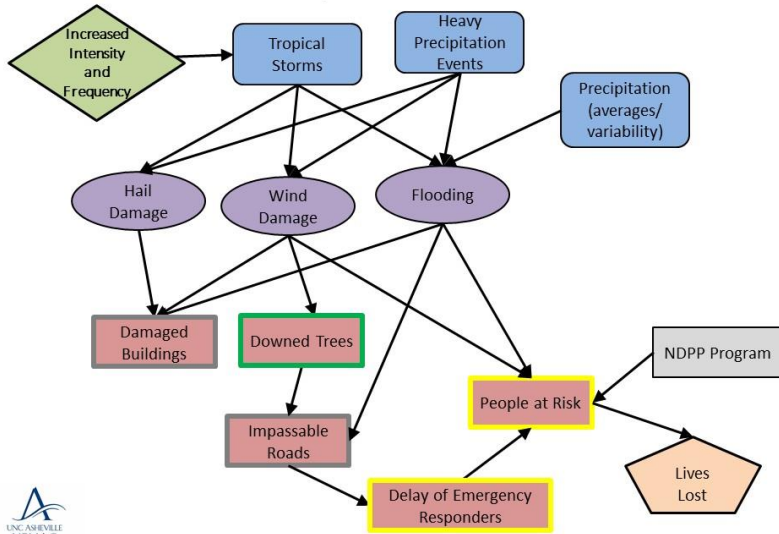 Increased
Intensity
and
Frequency
Tropical
Storms
Heavy
Precipitation
Events
Precipitation
(averages/
variability)
Hail
Damage
Wind
Damage
Flooding
Damaged
Buildings
Downed Trees
NDPP Program
People at Risk
Impassable
Roads
Lives
Lost
Delay of Emergency
Responders
UNC ASHEVILLE